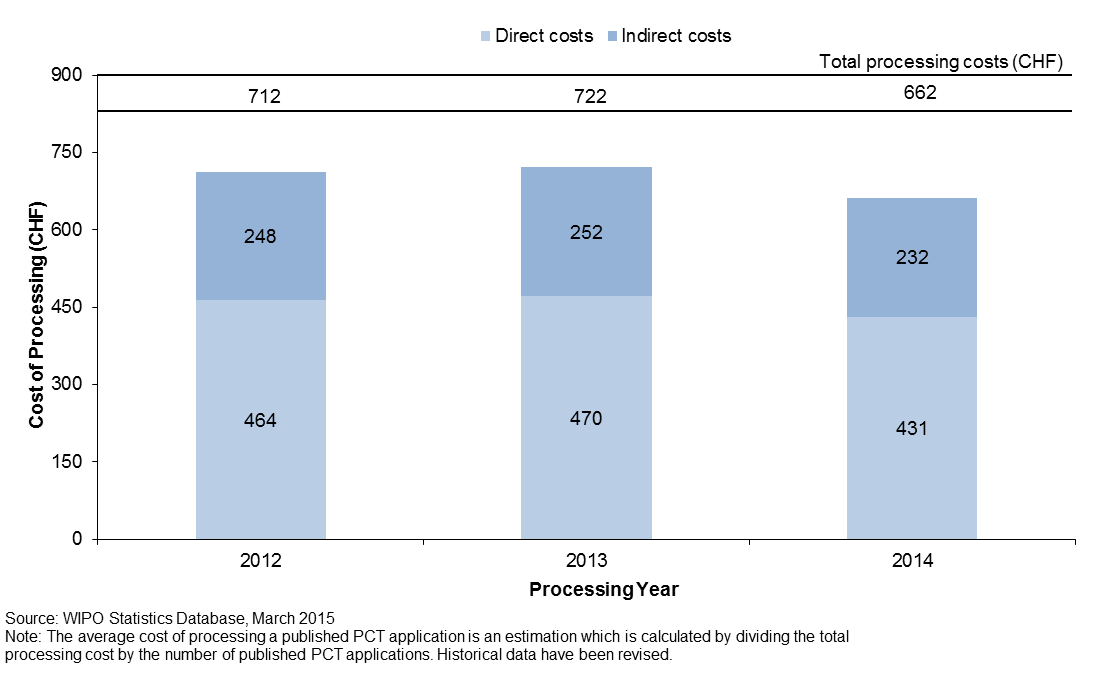 Direct costs Indirect costs
Total processing costs (CHF)
900
712 722 662
750
600
450
300
150
0
Cost of Processing (CHF)
248 252 232
464 470 431
2012 2013 2014
Processing Year
Source: WIPO Statistics Database, March 2015
Note: The average cost of processing a published PCT application is an estimation which is calculated by dividing the total
processing cost by the number of published PCT applications. Historical data have been revised.